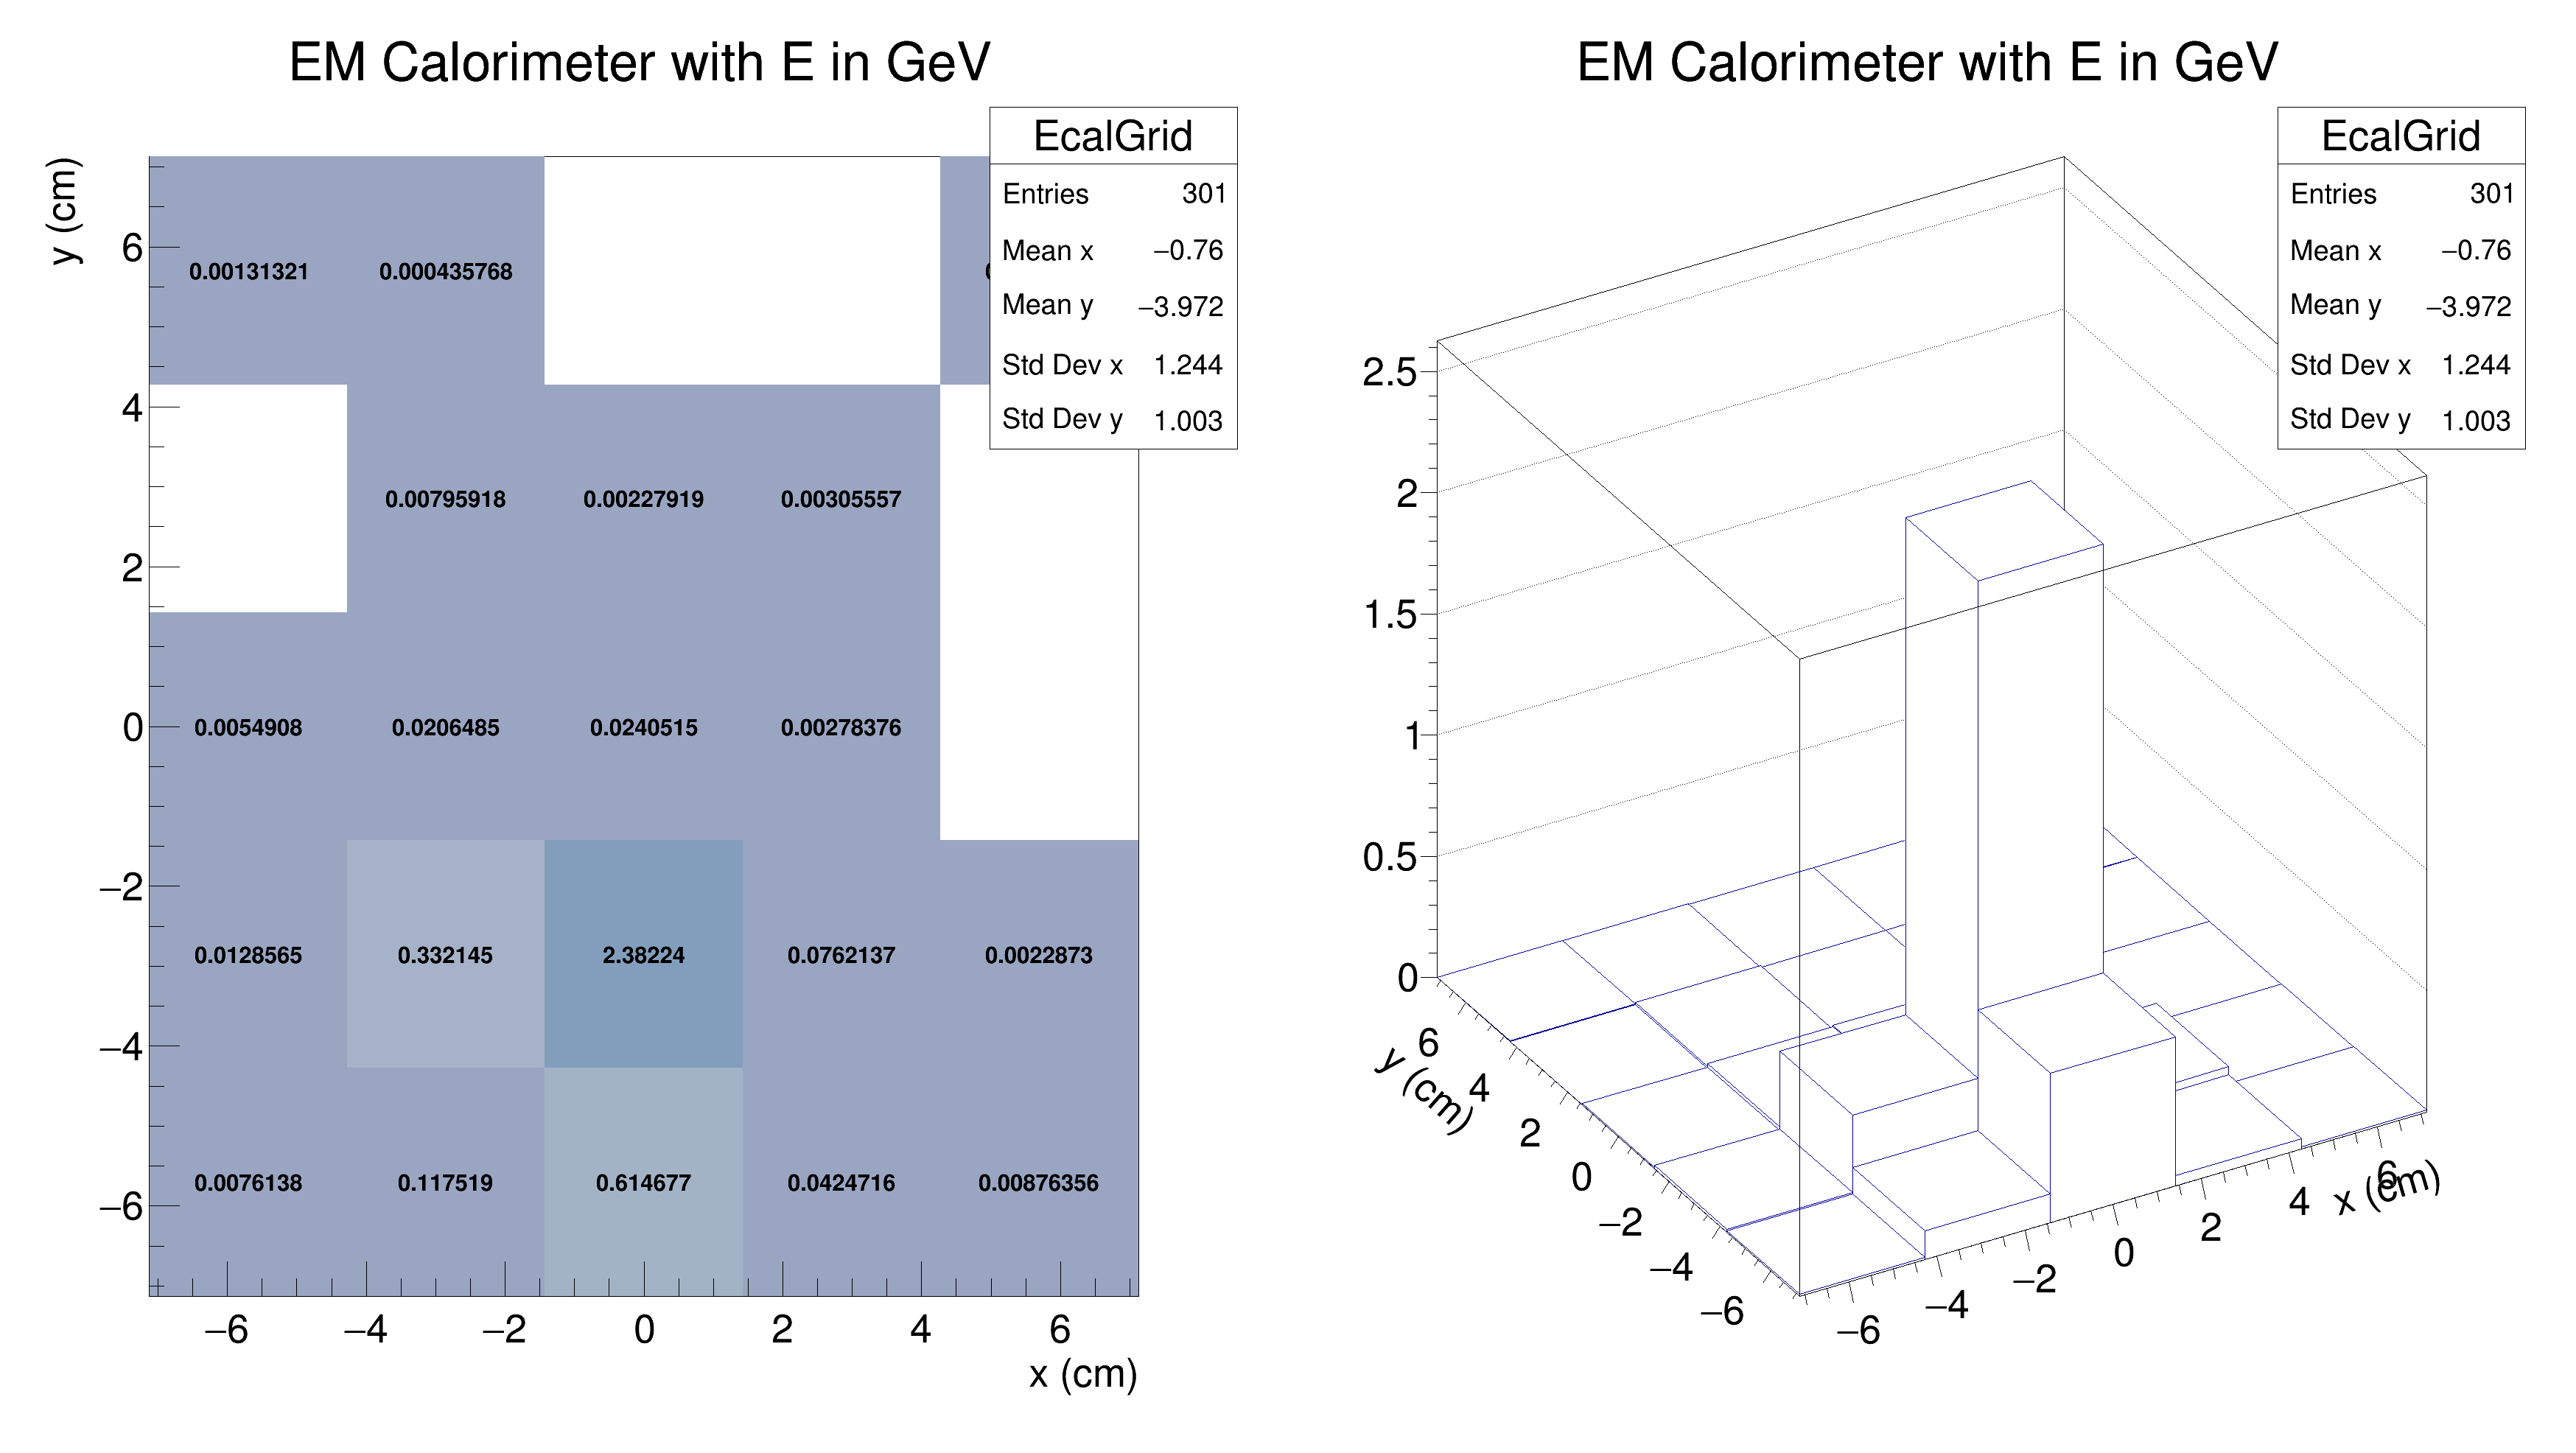 EM Calorimeter with E in GeV
EcalGrid
Entries 301
Mean x −0.76
Mean y −3.972
Std Dev x 1.244
Std Dev y 1.003
y (cm)
6
4
2
0
−2
−4
−6
0.00131321 0.000435768
0.00795918 0.00227919 0.00305557
0.0054908 0.0206485 0.0240515 0.00278376
0.0128565 0.332145 2.38224 0.0762137 0.0022873
0.0076138 0.117519 0.614677 0.0424716 0.00876356
−6 −4 −2 0 2 4 6
x (cm)
EM Calorimeter with E in GeV
EcalGrid
Entries 301
Mean x −0.76
Mean y −3.972
Std Dev x 1.244
Std Dev y 1.003
2.5
2
1.5
1
0.5
0
y (cm)
6
4
2
0
−2
−4
−6
−6
−4
−2
0
2
4
6
x (cm)